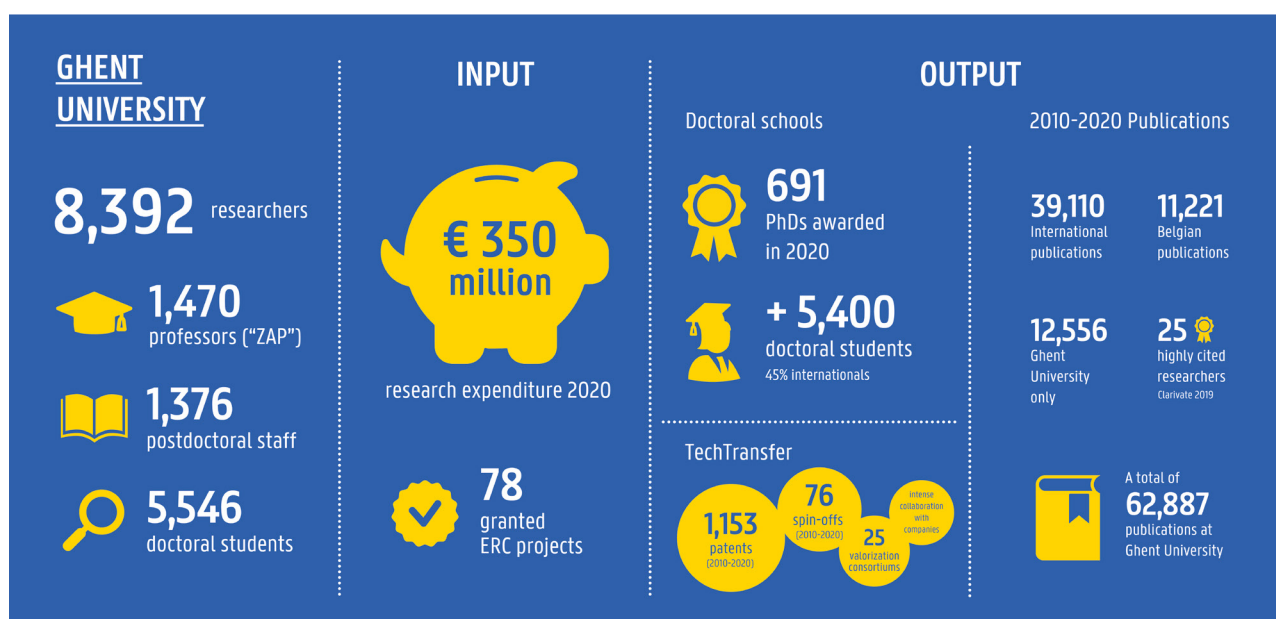 GHENT
UNIVERSITY
8,392 researchers
1,470
professors (“ZAP”)
1,376
postdoctoral staff
5,546
doctoral students
INPUT
€ 350
million
research expenditure 2020
78
granted
ERC projects
OUTPUT
Doctoral schools
691
PhDs awarded
in 2020
+ 5,400
doctoral students
45% internationals
TechTransfer
1,153
patents
(2010-2020)
76
spin-offs
(2010-2020)
25
valorization
consortiums
intense
collaboration
with
companies
2010-2020 Publications
39,110
International
publications
11,221
Belgian
publications
12,556
Ghent
University
only
25
highly cited
researchers
Clarivate 2019
A total of
62,887
publications at
Ghent University